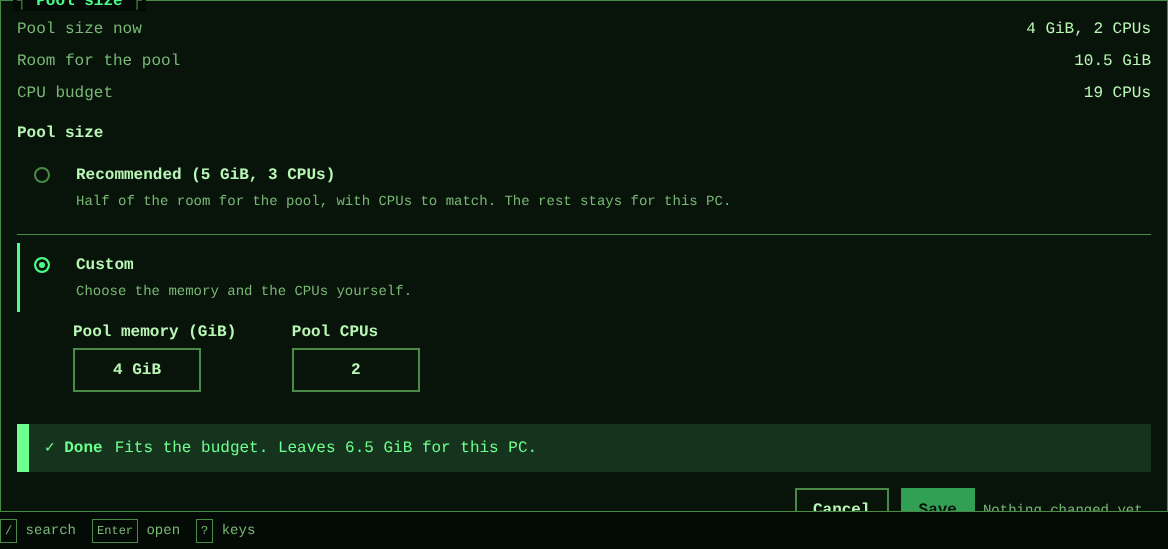 Pool size
Pool size now 4 GiB, 2 CPUs
Room for the pool 10.5 GiB
CPU budget 19 CPUs
Pool size
Recommended (5 GiB, 3 CPUs)
Half of the room for the pool, with CPUs to match. The rest stays for this PC.
Custom
Choose the memory and the CPUs yourself.
Pool memory (GiB) Pool CPUs
4 GiB 2
✓ Done Fits the budget. Leaves 6.5 GiB for this PC.
Cancel Save Nothing changed yet
/ search Enter open ? keys